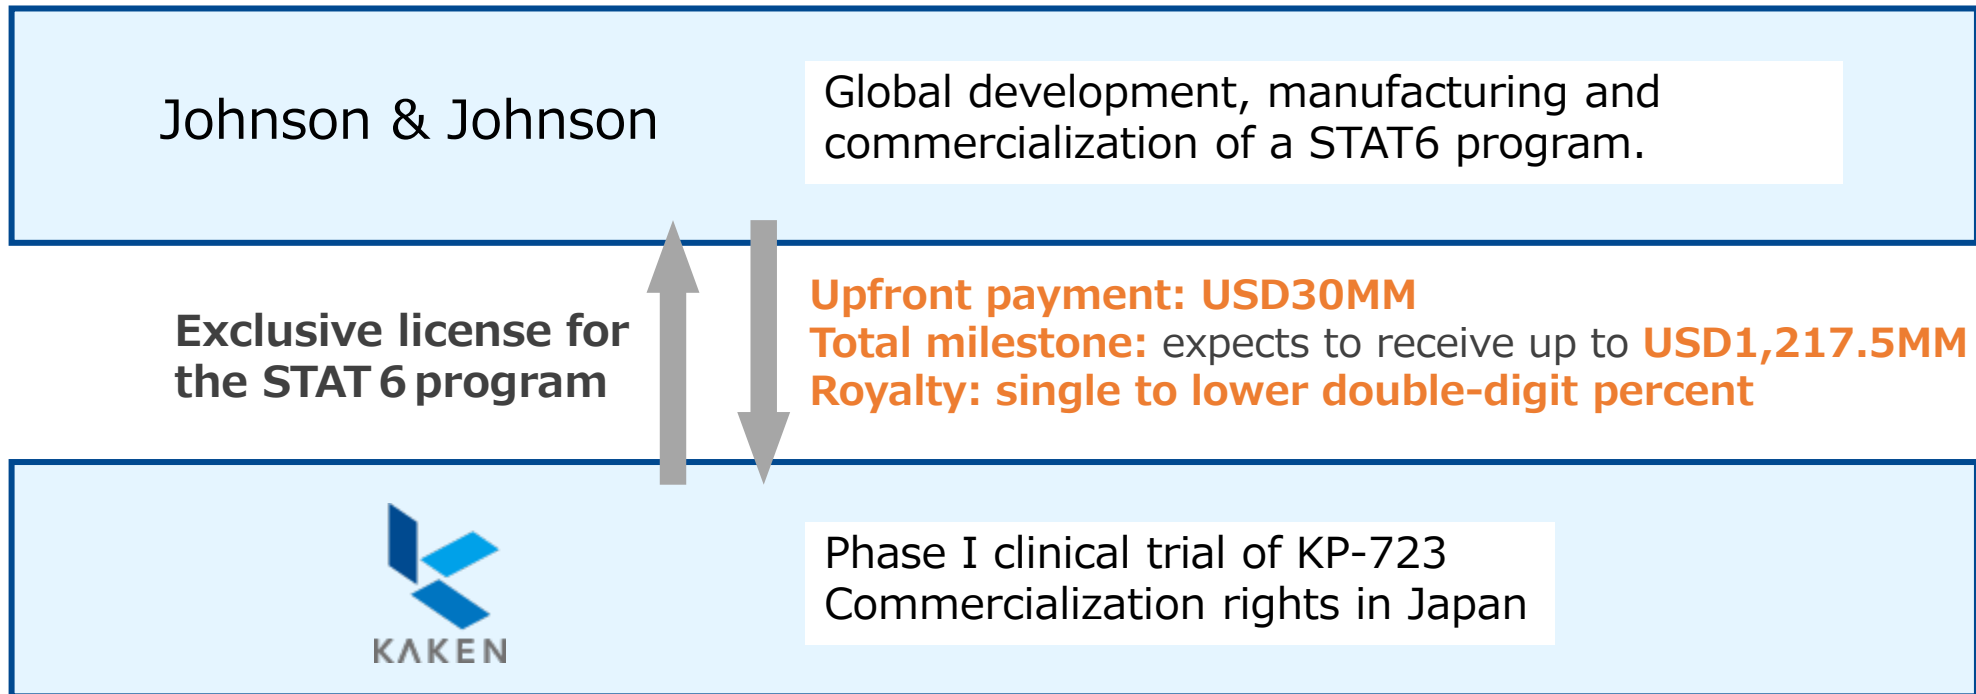 Johnson & Johnson
Global development, manufacturing and
commercialization of a STAT6 program.
Exclusive license for
the STAT 6 program
Upfront payment: USD30MM
Total milestone: expects to receive up to USD1,217.5MM
Royalty: single to lower double-digit percent
KAKEN
Phase I clinical trial of KP-723
Commercialization rights in Japan